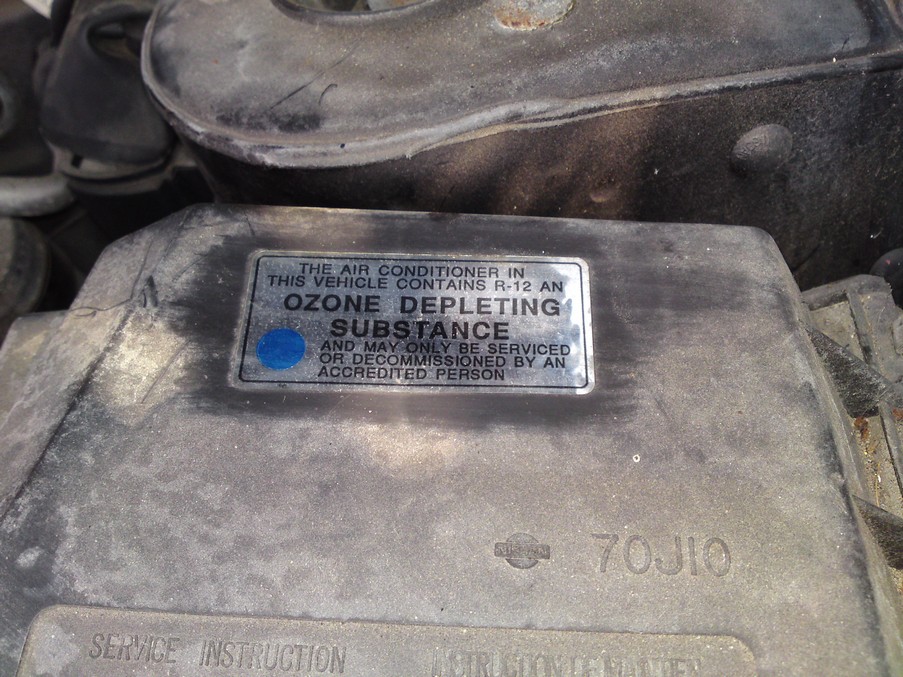 THE AIR CONDITIONER IN
THIS VEHICLE CONTAINS R-12 AN
OZONE DEPLETING
SUBSTANCE
AND MAY ONLY BE SERVICED
OR DECOMMISSIONED BY AN
ACCREDITED PERSON
NISSAN 70J10
SERVICE INSTRUCTION